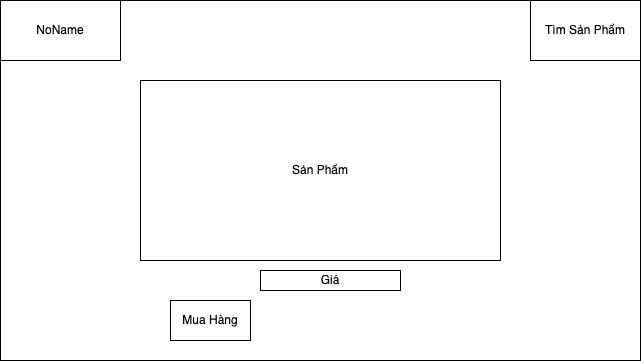 NoName
Tìm Sản Phẩm
Sản Phẩm
Giá
Mua Hàng